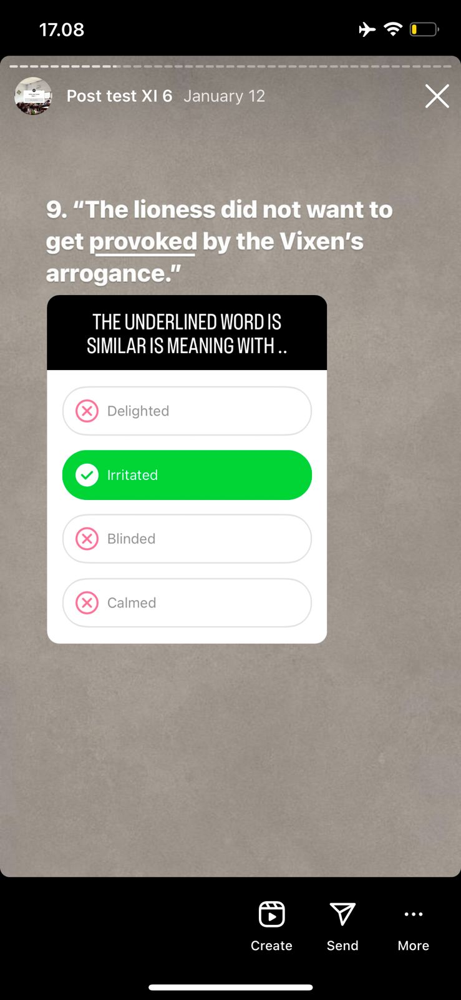 17.08
Post test XI 6 January 12
9. “The lioness did not want to
get provoked by the Vixen’s
arrogance.”
THE UNDERLINED WORD IS
SIMILAR IS MEANING WITH ..
Delighted
Irritated
Blinded
Calmed
Create Send More